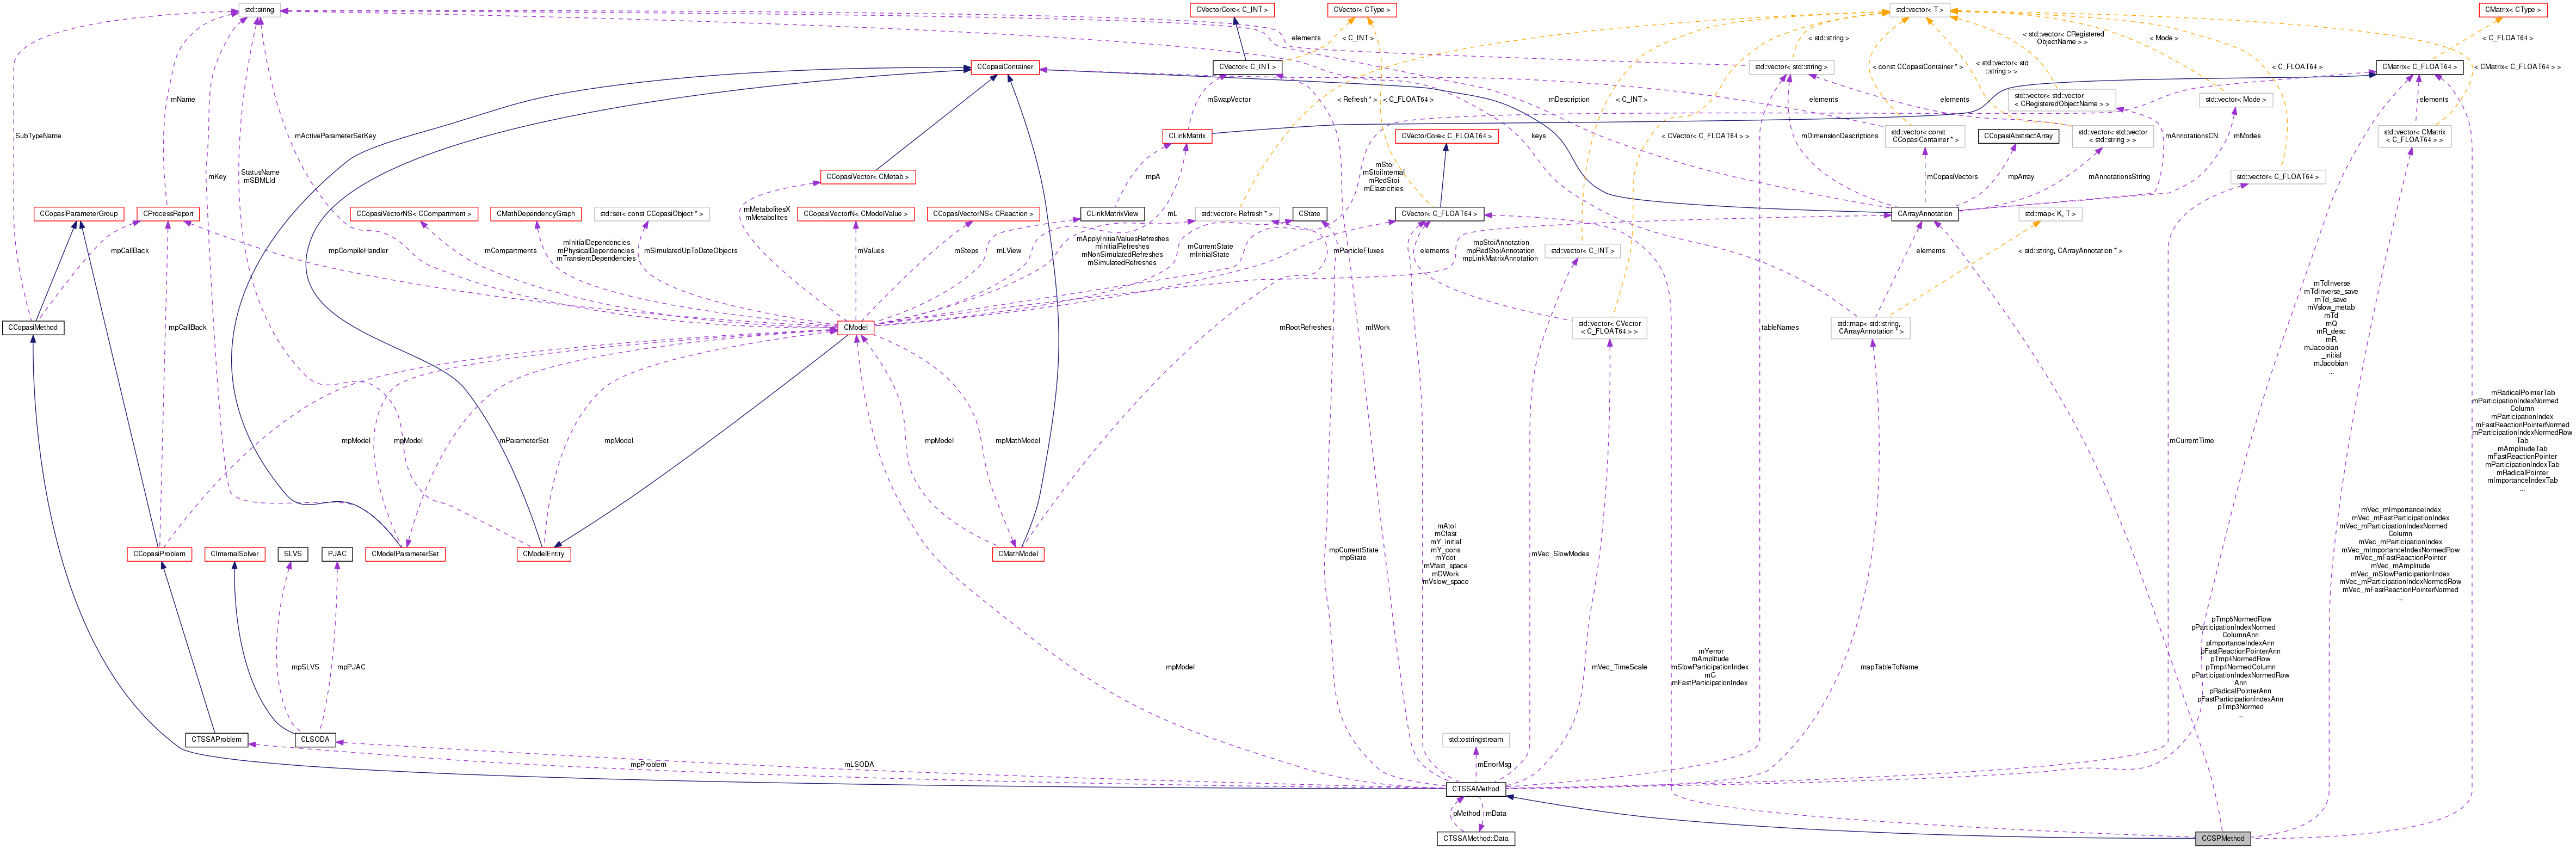 std::string
CVectorCore< C_INT >
CVector< CType >
std::vector< T >
CMatrix< CType >
elements
< C_INT >
< std::string >
< std::vector< CRegistered
ObjectName > >
< Mode >
< C_FLOAT64 >
CCopasiContainer
CVector< C_INT >
std::vector< std::string >
< const CCopasiContainer * >
< std::vector< std
::string > >
< C_FLOAT64 >
CMatrix< C_FLOAT64 >
< CMatrix< C_FLOAT64 > >
mName
mSwapVector
< Refresh * >
< C_FLOAT64 >
< C_INT >
mDescription
elements
elements
std::vector< std::vector
< CRegisteredObjectName > >
std::vector< Mode >
elements
SubTypeName
mActiveParameterSetKey
CLinkMatrix
CVectorCore< C_FLOAT64 >
< CVector< C_FLOAT64 > >
keys
mDimensionDescriptions
std::vector< const
CCopasiContainer * >
CCopasiAbstractArray
std::vector< std::vector
< std::string > >
mAnnotationsCN
mModes
std::vector< CMatrix
< C_FLOAT64 > >
mKey
StatusName
mSBMLId
CCopasiVector< CMetab >
mpA
mStoi
mStoiInternal
mRedStoi
mElasticities
mCopasiVectors
mpArray
mAnnotationsString
std::vector< C_FLOAT64 >
CCopasiParameterGroup
CProcessReport
CCopasiVectorNS< CCompartment >
CMathDependencyGraph
std::set< const CCopasiObject * >
mMetabolitesX
mMetabolites
CCopasiVectorN< CModelValue >
CCopasiVectorNS< CReaction >
CLinkMatrixView
mL
std::vector< Refresh * >
CState
CVector< C_FLOAT64 >
CArrayAnnotation
std::map< K, T >
mpCallBack
mpCompileHandler
mCompartments
mInitialDependencies
mPhysicalDependencies
mTransientDependencies
mSimulatedUpToDateObjects
mValues
mSteps
mLView
mApplyInitialValuesRefreshes
mInitialRefreshes
mNonSimulatedRefreshes
mSimulatedRefreshes
mCurrentState
mInitialState
mParticleFluxes
elements
mpStoiAnnotation
mpRedStoiAnnotation
mpLinkMatrixAnnotation
std::vector< C_INT >
elements
< std::string, CArrayAnnotation * >
CCopasiMethod
mpCallBack
CModel
mRootRefreshes
mIWork
std::vector< CVector
< C_FLOAT64 > >
tableNames
std::map< std::string,
CArrayAnnotation * >
mTdInverse
mTdInverse_save
mTd_save
mVslow_metab
mTd
mQ
mR_desc
mR
mJacobian
_initial
mJacobian
...
mpModel
mpModel
mParameterSet
mpModel
mpModel
mpMathModel
mCurrentTime
mRadicalPointerTab
mParticipationIndexNormed
Column
mParticipationIndex
mFastReactionPointerNormed
mParticipationIndexNormedRow
Tab
mAmplitudeTab
mFastReactionPointer
mParticipationIndexTab
mRadicalPointer
mImportanceIndexTab
...
CCopasiProblem
CInternalSolver
SLVS
PJAC
CModelParameterSet
CModelEntity
CMathModel
mpCurrentState
mpState
mAtol
mCfast
mY_initial
mY_cons
mYdot
mVfast_space
mDWork
mVslow_space
mVec_SlowModes
mVec_mImportanceIndex
mVec_mFastParticipationIndex
mVec_mParticipationIndexNormed
Column
mVec_mParticipationIndex
mVec_mImportanceIndexNormedRow
mVec_mFastReactionPointer
mVec_mAmplitude
mVec_mSlowParticipationIndex
mVec_mParticipationIndexNormedRow
mVec_mFastReactionPointerNormed
...
mpSLVS
mpPJAC
mpModel
mVec_TimeScale
mYerror
mAmplitude
mSlowParticipationIndex
mG
mFastParticipationIndex
mapTableToName
pTmp5NormedRow
pParticipationIndexNormed
ColumnAnn
pImportanceIndexAnn
pFastReactionPointerAnn
pTmp4NormedRow
pTmp4NormedColumn
pParticipationIndexNormedRow
Ann
pRadicalPointerAnn
pFastParticipationIndexAnn
pTmp3Normed
...
CTSSAProblem
CLSODA
std::ostringstream
mpProblem
mLSODA
mErrorMsg
CTSSAMethod
pMethod
mData
CTSSAMethod::Data
CCSPMethod